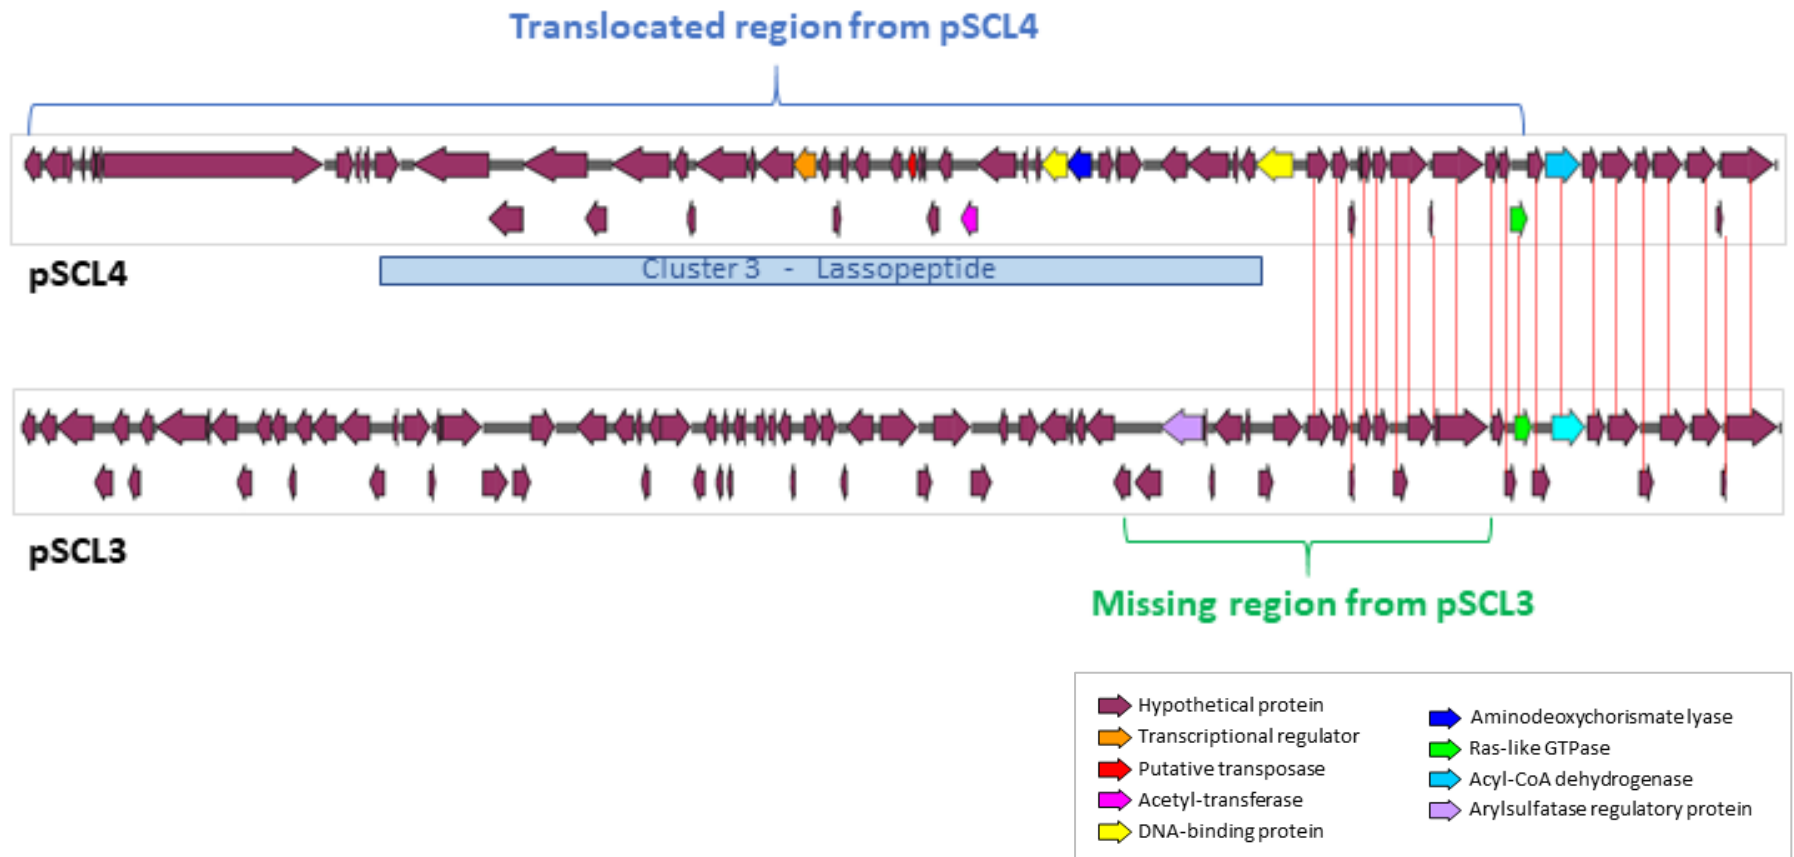 Translocated region from pSCL4
Cluster 3 - Lassopeptide
pSCL4
pSCL3
Missing region from pSCL3
Hypothetical protein
Transcriptional regulator
Putative transposase
Acetyl-transferase
DNA-binding protein
Aminodeoxychorismate lyase
Ras-like GTPase
Acyl-CoA dehydrogenase
Arylsulfatase regulatory protein